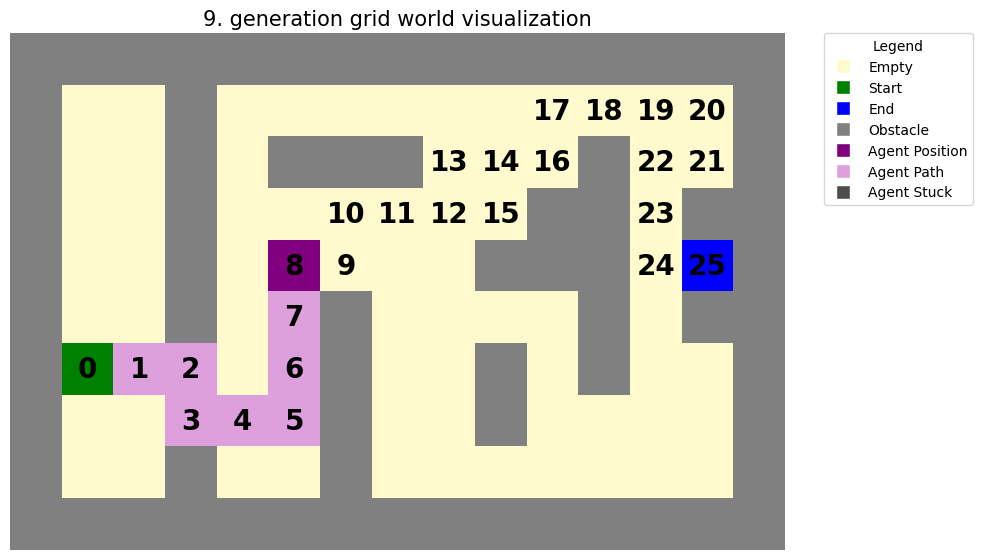 9. generation grid world visualization
17 18 19 20
13 14 16 22 21
10 11 12 15 23
8 9 24 25
7
0 1 2 6
3 4 5
Legend
Empty
Start
End
Obstacle
Agent Position
Agent Path
Agent Stuck